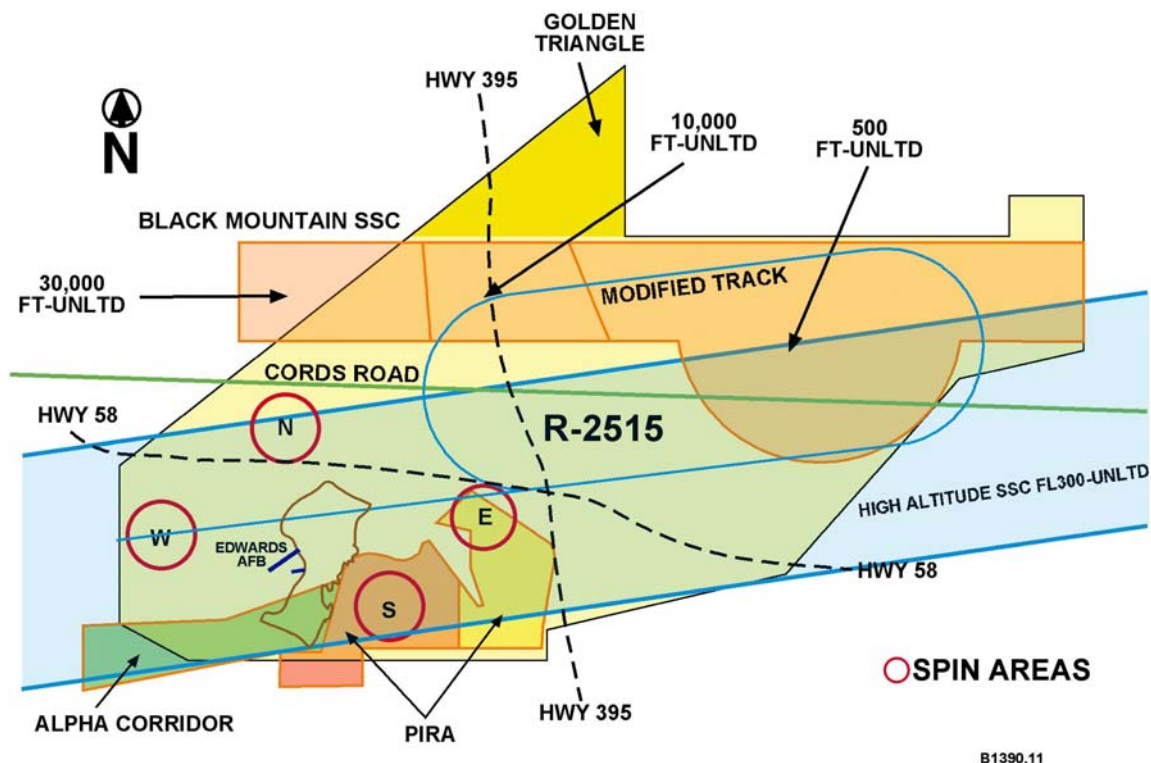 GOLDEN
TRIANGLE
HWY 395
N
10,000
FT-UNLTD
500
FT-UNLTD
BLACK MOUNTAIN SSC
30,000
FT-UNLTD
MODIFIED TRACK
CORDS ROAD
HWY 58
N
R-2515
W
E
EDWARDS
AFB
HIGH ALTITUDE SSC FL300-UNLTD
HWY 58
S
SPIN AREAS
ALPHA CORRIDOR
PIRA
HWY 395
B1390.11